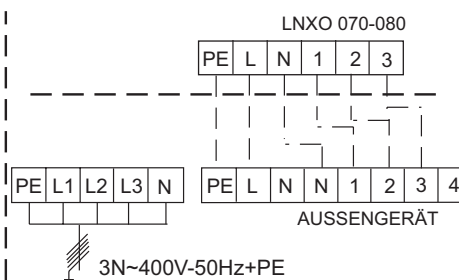 LNXO 070-080
PE L N 1 2 3
PE L1 L2 L3 N
PE L N N 1 2 3 4
AUSSENGERÄT
3N~400V-50Hz+PE